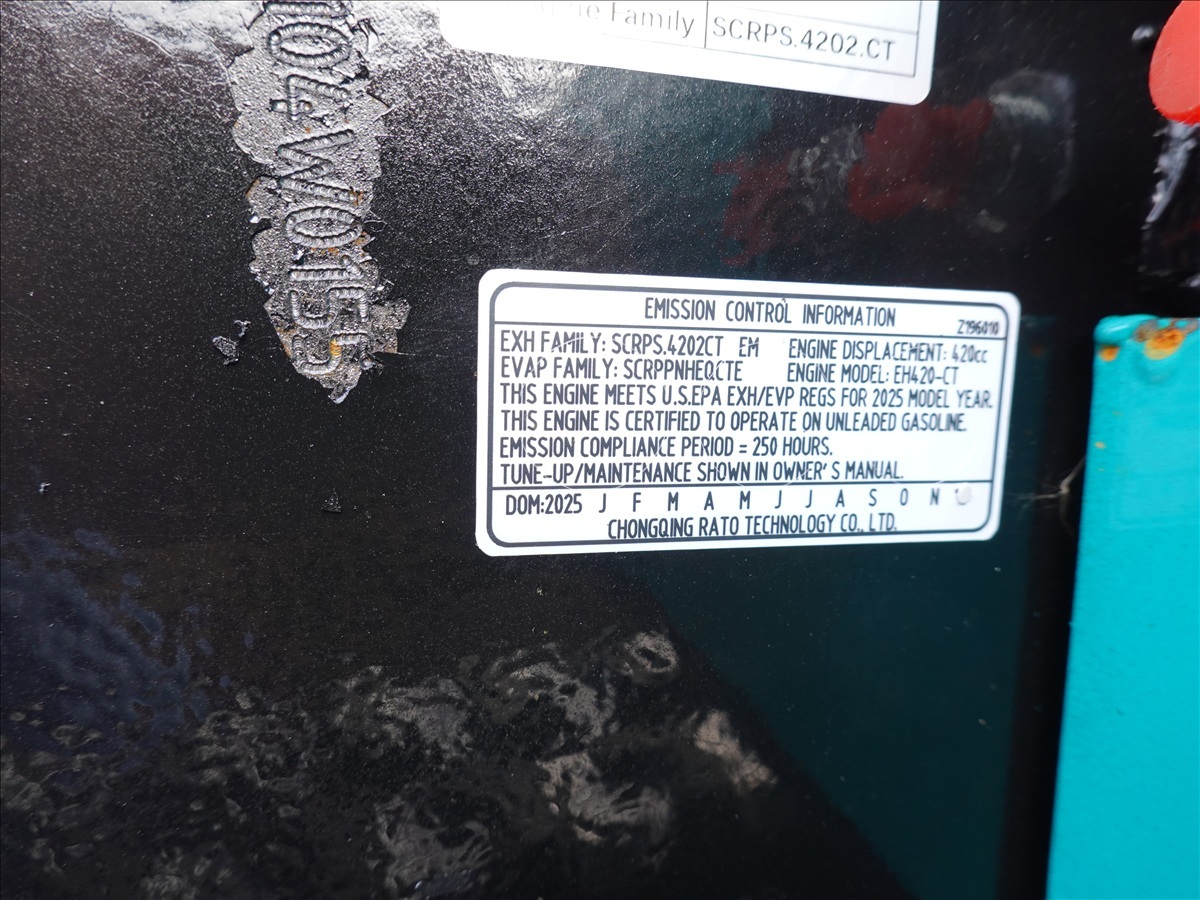 Family SCRPS.4202.CT
04W0155
EMISSION CONTROL INFORMATION
Z196010
EXH FAMILY: SCRPS.4202CT EM ENGINE DISPLACEMENT: 420cc
EVAP FAMILY: SCRPPNHEQCTE ENGINE MODEL: EH420-CT
THIS ENGINE MEETS U.S.EPA EXH/EVP REGS FOR 2025 MODEL YEAR.
THIS ENGINE IS CERTIFIED TO OPERATE ON UNLEADED GASOLINE.
EMISSION COMPLIANCE PERIOD = 250 HOURS.
TUNE-UP/MAINTENANCE SHOWN IN OWNER'S MANUAL.
DOM:2025 J F M A M J J A S O N
CHONGQING RATO TECHNOLOGY CO., LTD.